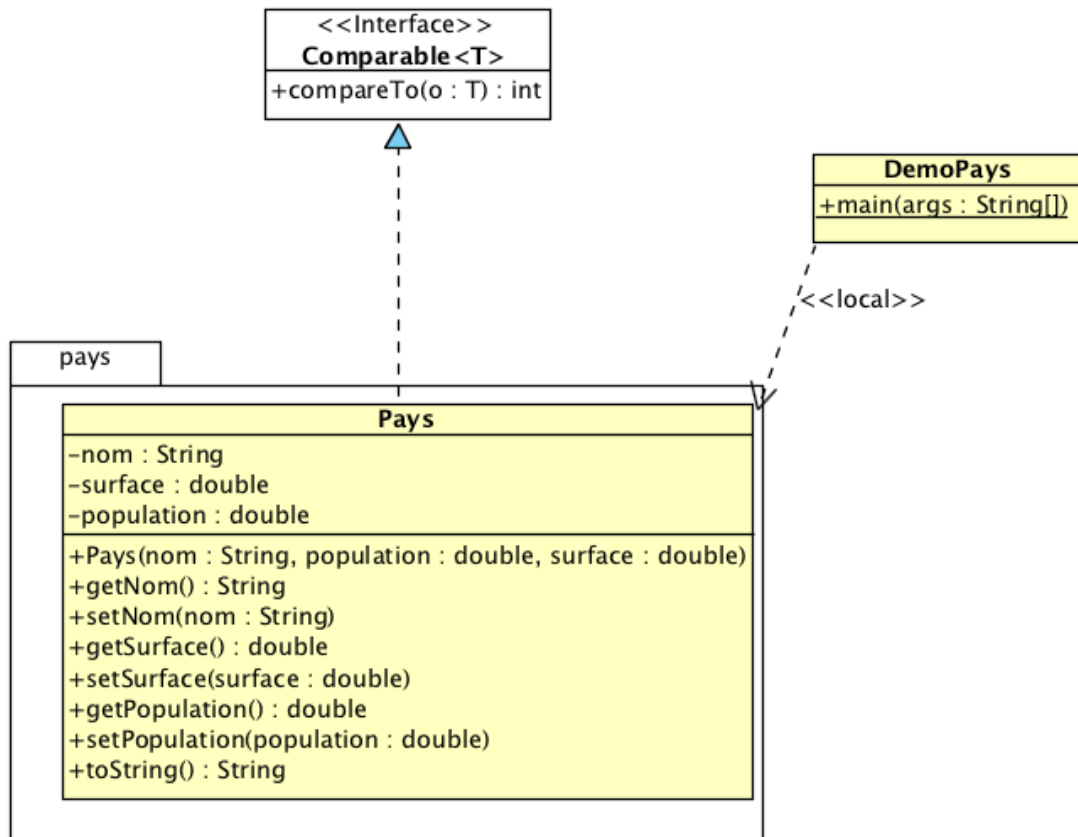 <<Interface>>
Comparable<T>
+compareTo(o : T) : int
DemoPays
+main(args : String[])
<<local>>
pays
Pays
-nom : String
-surface : double
-population : double
+Pays(nom : String, population : double, surface : double)
+getNom() : String
+setNom(nom : String)
+getSurface() : double
+setSurface(surface : double)
+getPopulation() : double
+setPopulation(population : double)
+toString() : String